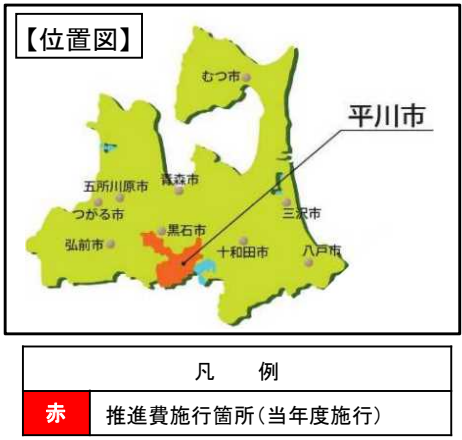 【位置図】
むつ市
平川市
五所川原市
青森市
つがる市
三沢市
黒石市
弘前市
十和田市
八戸市
凡　例
赤 推進費施行箇所(当年度施行)